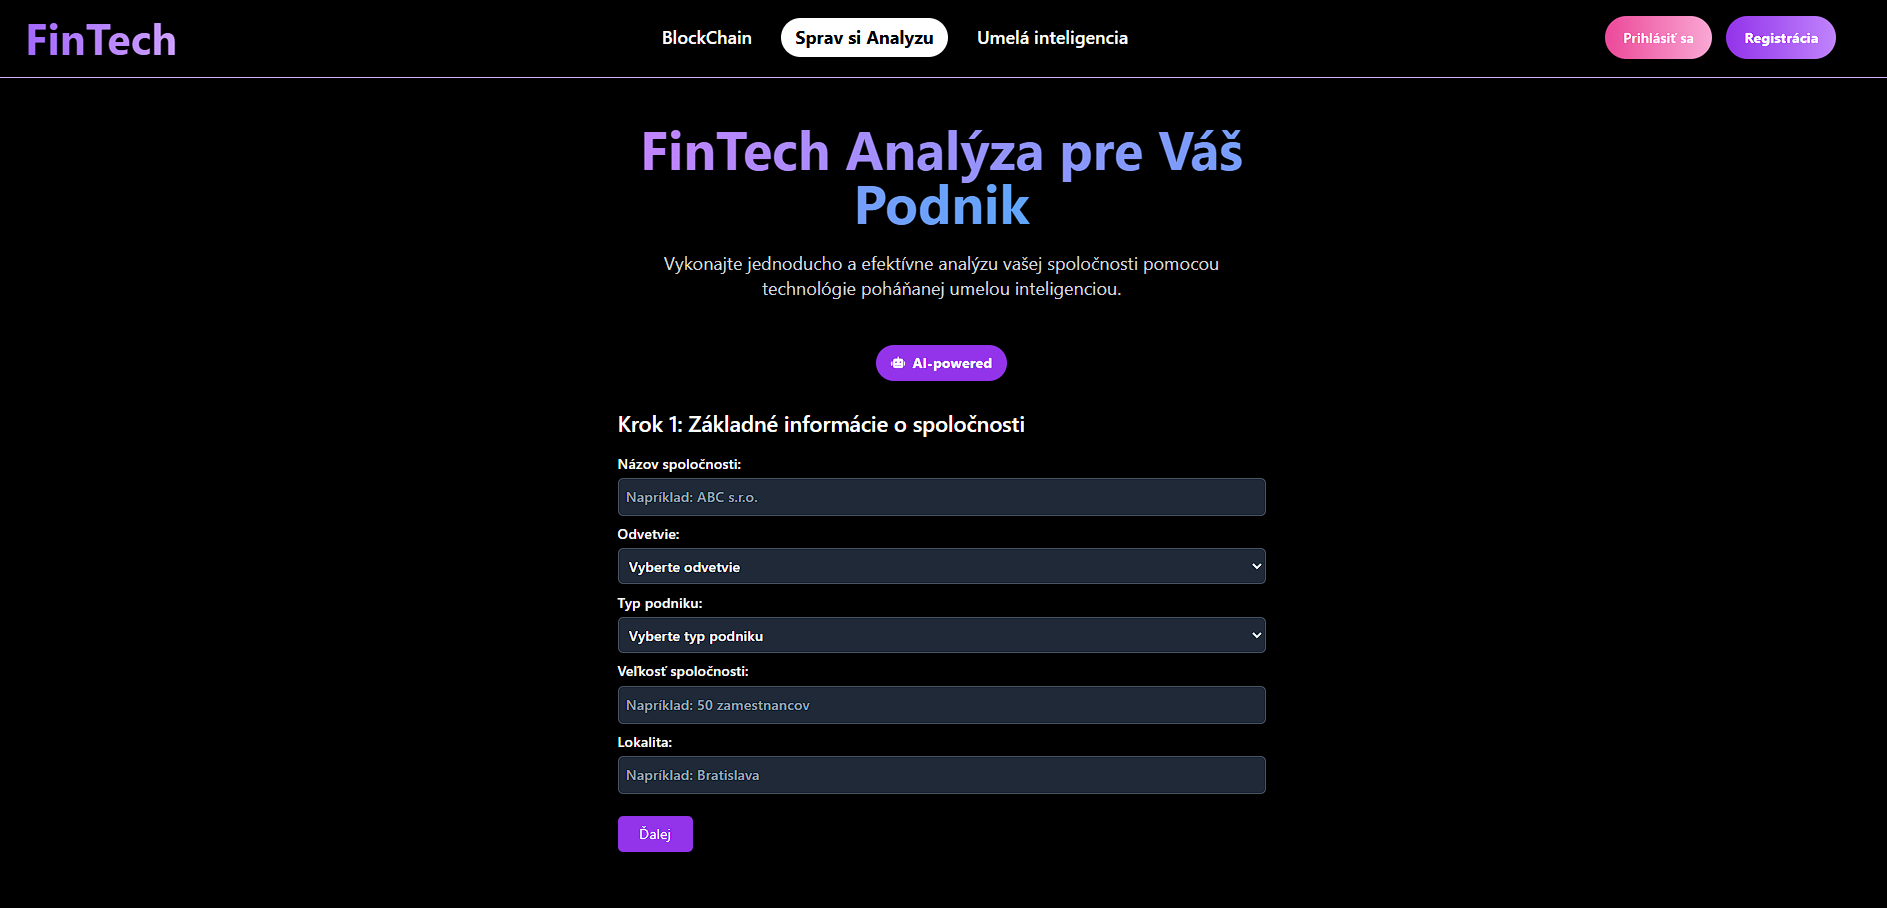 FinTech
BlockChain
Sprav si Analyzu
Umelá inteligencia
Prihlásiť sa
Registrácia
FinTech Analýza pre Váš
Podnik
Vykonajte jednoducho a efektívne analýzu vašej spoločnosti pomocou
technológie poháňanej umelou inteligenciou.
AI-powered
Krok 1: Základné informácie o spoločnosti
Názov spoločnosti:
Napríklad: ABC s.r.o.
Odvetvie:
Vyberte odvetvie
Typ podniku:
Vyberte typ podniku
Veľkosť spoločnosti:
Napríklad: 50 zamestnancov
Lokalita:
Napríklad: Bratislava
Ďalej